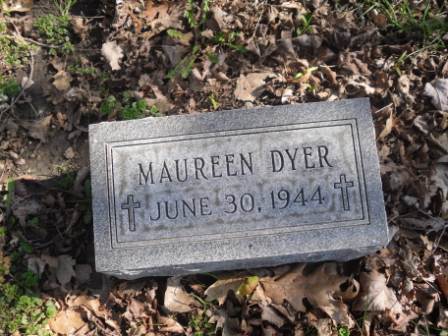 MAUREEN DYER
JUNE 30, 1944